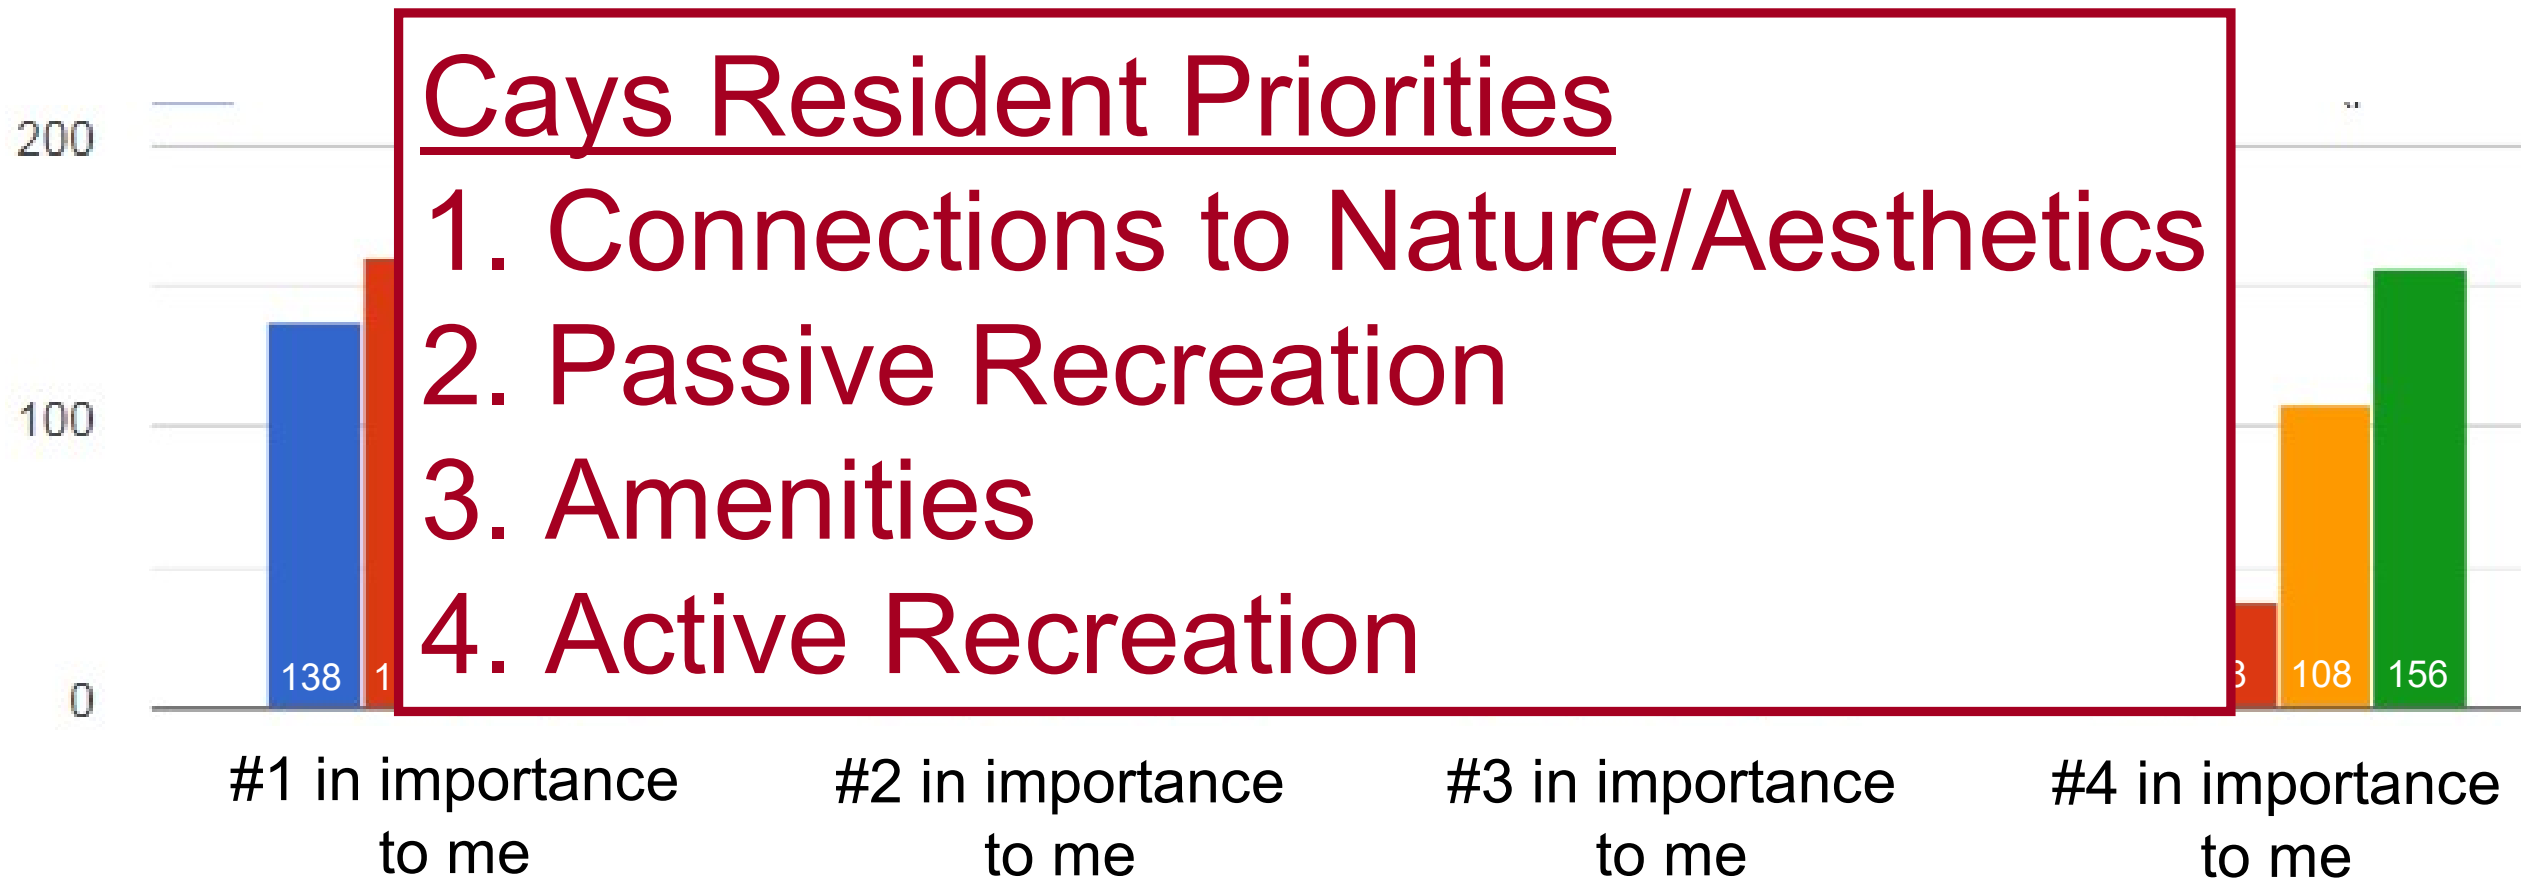 Cays Resident Priorities
1. Connections to Nature/Aesthetics
2. Passive Recreation
3. Amenities
4. Active Recreation
200
100
0
138
108
156
#1 in importance
to me
#2 in importance
to me
#3 in importance
to me
#4 in importance
to me